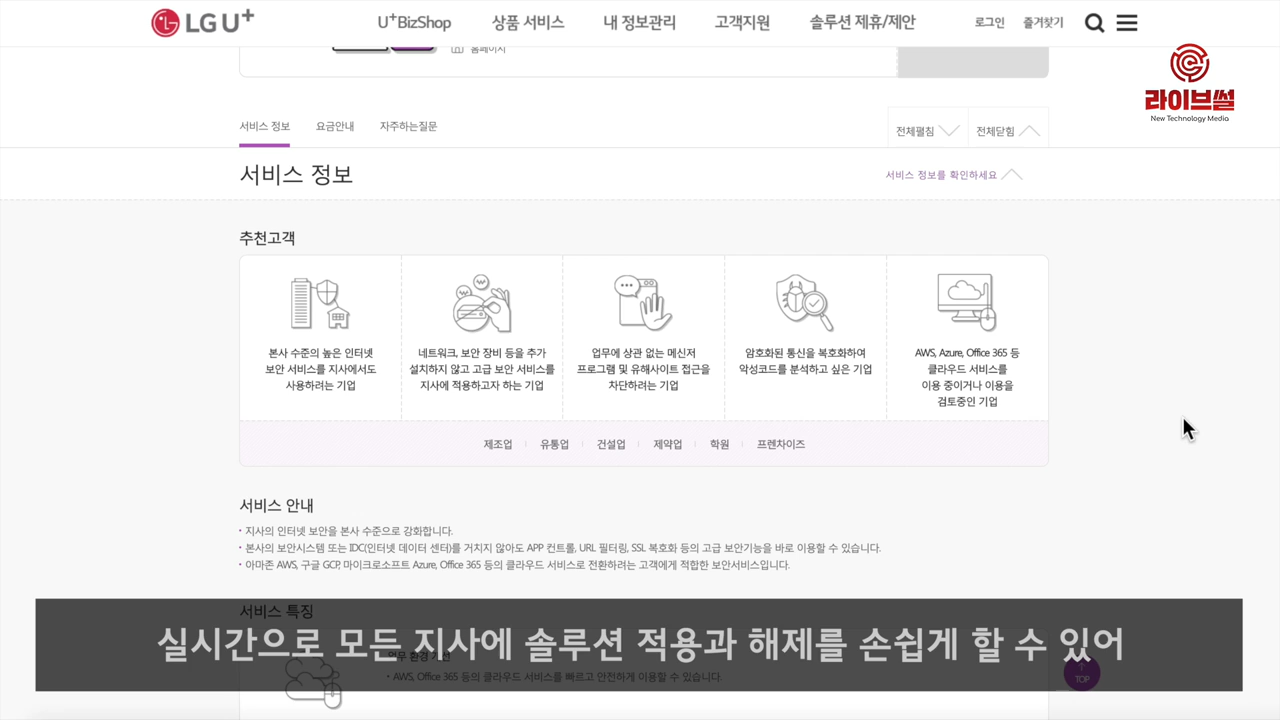 LG U+
U+BizShop 상품 서비스 내 정보관리 고객지원 솔루션 제휴/제안 로그인 즐겨찾기
홈페이지
라이브썰
New Technology Media
서비스 정보 요금안내 자주하는질문 전체펼침 전체닫힘
서비스 정보 서비스 정보를 확인하세요
추천고객
본사 수준의 높은 인터넷
보안 서비스를 지사에서도
사용하려는 기업
네트워크, 보안 장비 등을 추가
설치하지 않고 고급 보안 서비스를
지사에 적용하고자 하는 기업
업무에 상관 없는 메신저
프로그램 및 유해사이트 접근을
차단하려는 기업
암호화된 통신을 복호화하여
악성코드를 분석하고 싶은 기업
AWS, Azure, Office 365 등
클라우드 서비스를
이용 중이거나 이용을
검토중인 기업
제조업 유통업 건설업 제약업 학원 프렌차이즈
서비스 안내
• 지사의 인터넷 보안을 본사 수준으로 강화합니다.
• 본사의 보안시스템 또는 IDC(인터넷 데이터 센터)를 거치지 않아도 APP 컨트롤, URL 필터링, SSL 복호화 등의 고급 보안기능을 바로 이용할 수 있습니다.
• 아마존 AWS, 구글 GCP, 마이크로소프트 Azure, Office 365 등의 클라우드 서비스로 전환하려는 고객에게 적합한 보안서비스입니다.
서비스 특징
실시간으로 모든 지사에 솔루션 적용과 해제를 손쉽게 할 수 있어
업무 환경 개선
• AWS, Office 365 등의 클라우드 서비스를 빠르고 안전하게 이용할 수 있습니다.
TOP